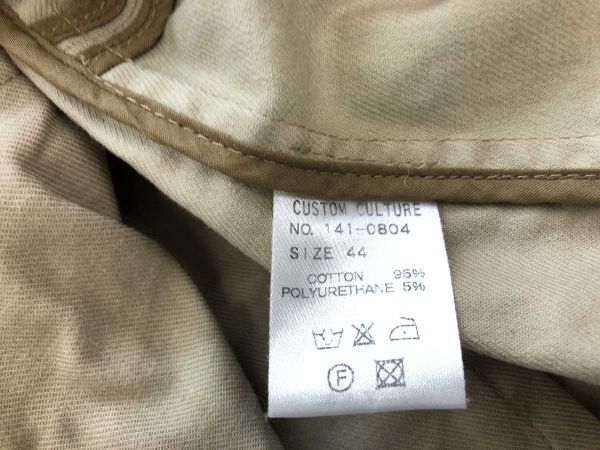 CUSTOM CULTURE
NO. 141-0804
SIZE 44
COTTON 95%
POLYURETHANE 5%
F